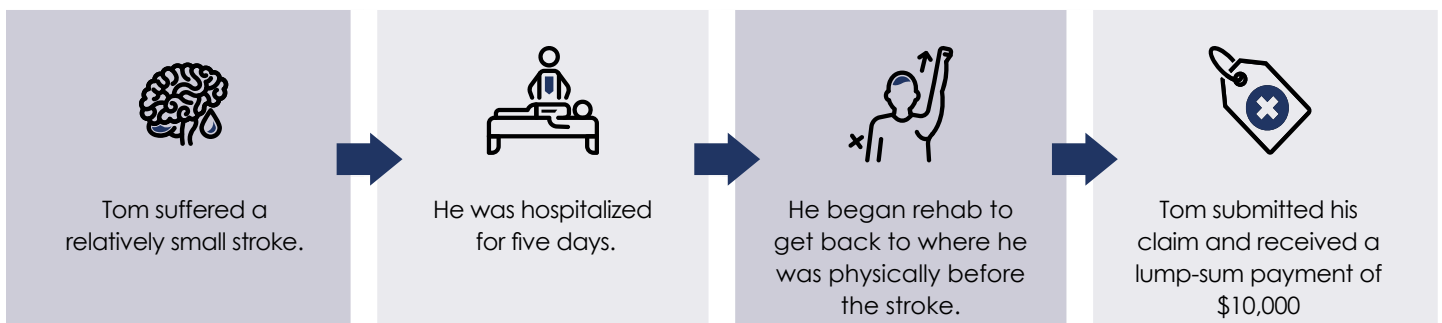 Tom suffered a
relatively small stroke.
He was hospitalized
for five days.
He began rehab to
get back to where he
was physically before
the stroke.
Tom submitted his
claim and received a
lump-sum payment of
$10,000